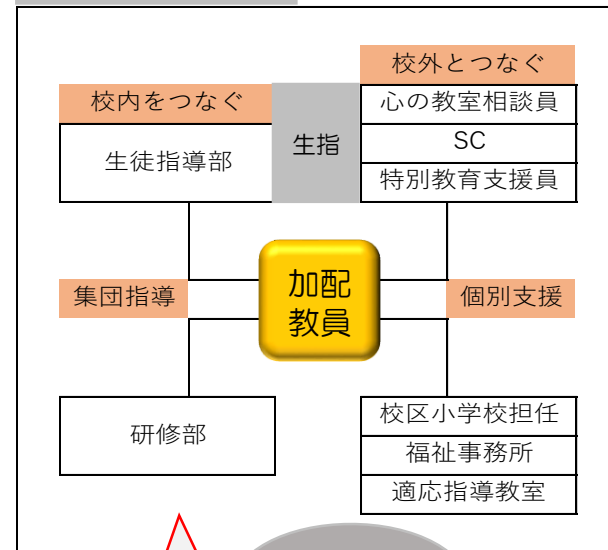 校外とつなぐ
校内をつなぐ
心の教室相談員
生徒指導部
生指
SC
特別教育支援員
集団指導
加配
教員
個別支援
研修部
校区小学校担任
福祉事務所
適応指導教室